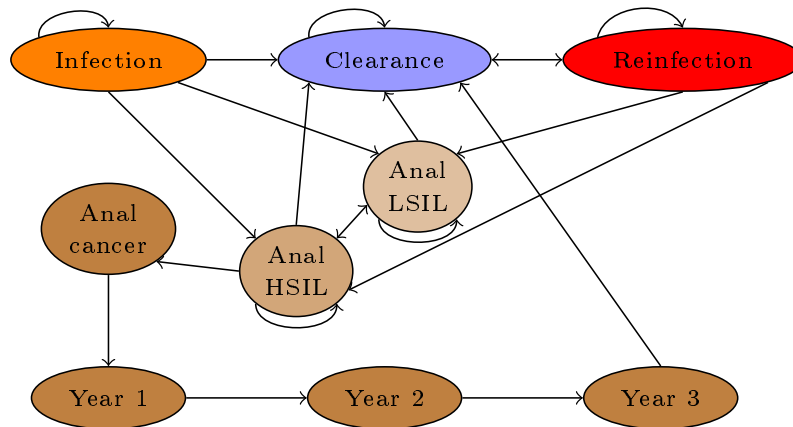 Infection
Clearance
Reinfection
Anal
LSIL
Anal
cancer
Anal
HSIL
Year 1
Year 2
Year 3